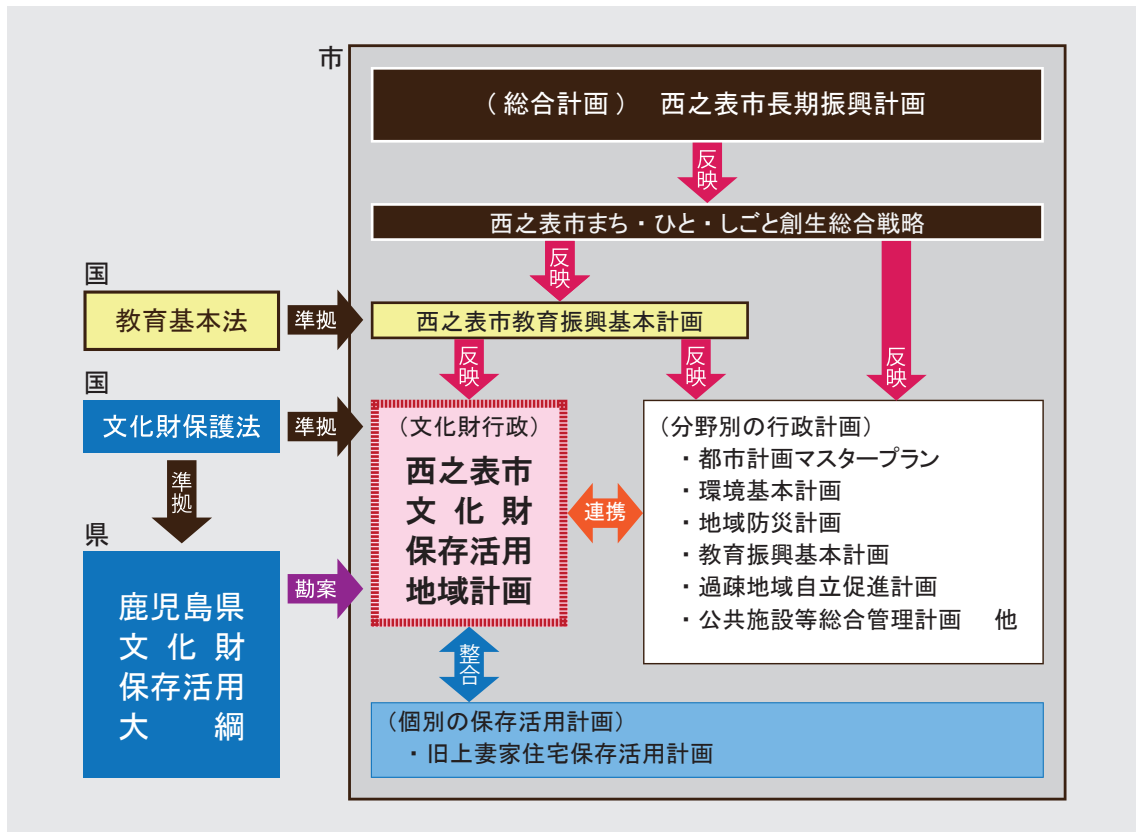 市
（総合計画）　西之表市長期振興計画
反映
西之表市まち・ひと・しごと創生総合戦略
反映
反映
国
教育基本法
準拠
西之表市教育振興基本計画
反映
反映
国
文化財保護法
準拠
準拠
（文化財行政）
西之表市
文化財
保存活用
地域計画
連携
（分野別の行政計画）
・都市計画マスタープラン
・環境基本計画
・地域防災計画
・教育振興基本計画
・過疎地域自立促進計画
・公共施設等総合管理計画　他
県
鹿児島県
文化財
保存活用
大綱
勘案
整合
（個別の保存活用計画）
・旧上妻家住宅保存活用計画